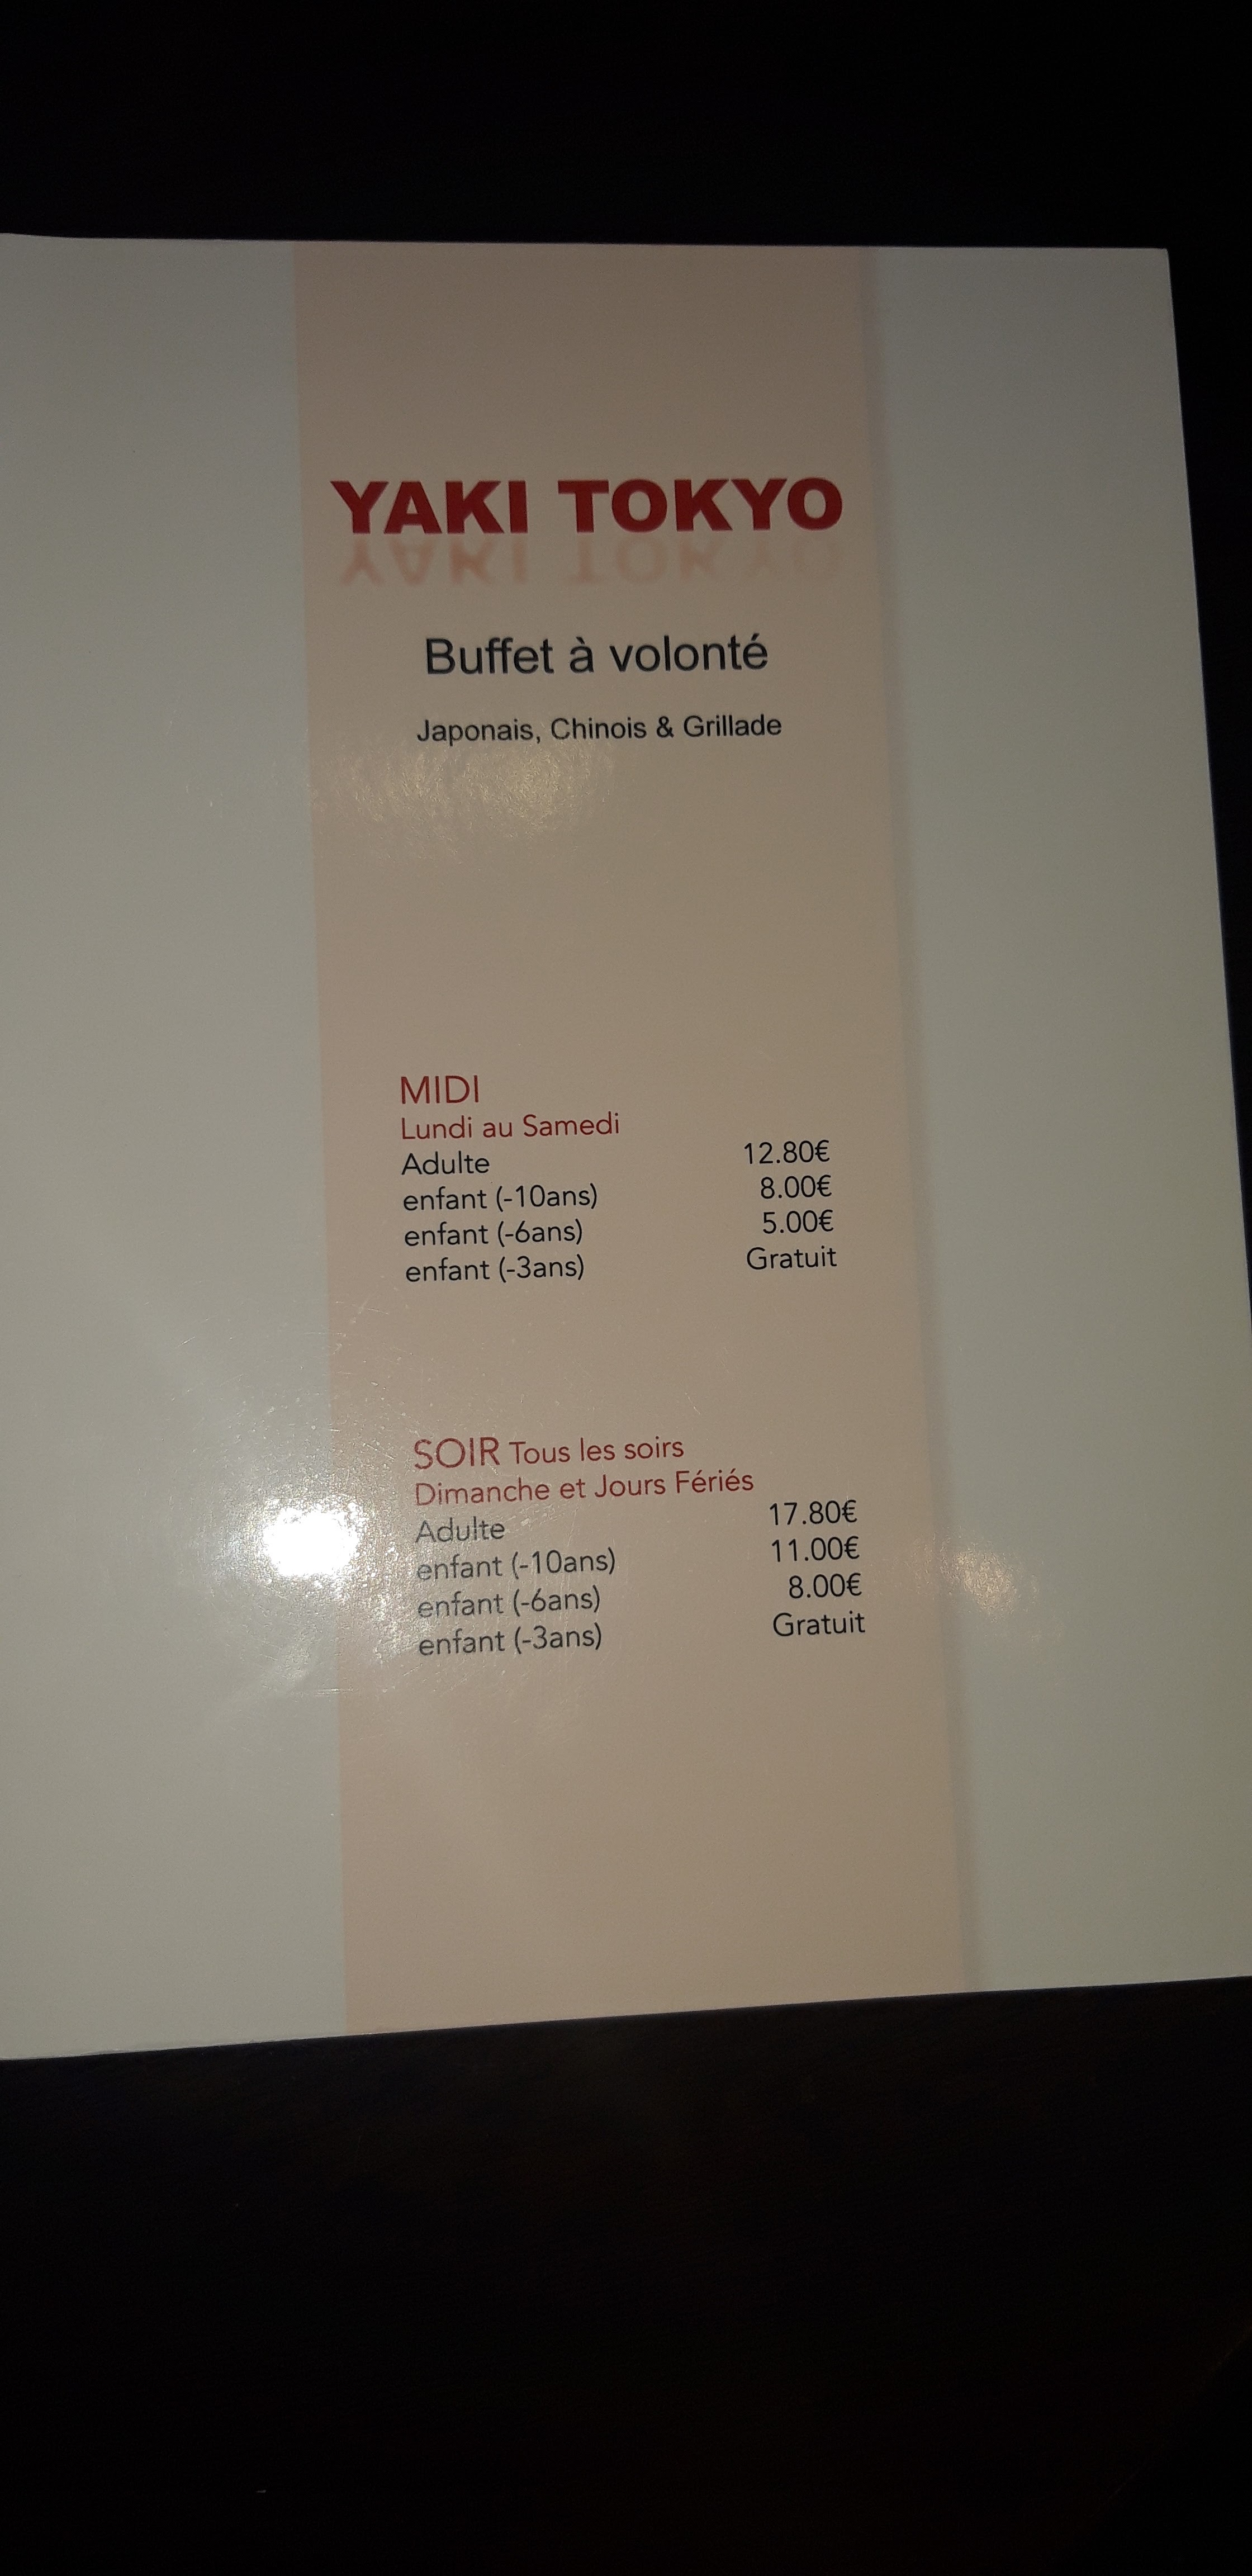 YAKI TOKYO
Buffet à volonté
Japonais, Chinois & Grillade
MIDI
Lundi au Samedi
Adulte 12.80€
enfant (-10ans) 8.00€
enfant (-6ans) 5.00€
enfant (-3ans) Gratuit
SOIR Tous les soirs
Dimanche et Jours Fériés
Adulte 17.80€
enfant (-10ans) 11.00€
enfant (-6ans) 8.00€
enfant (-3ans) Gratuit